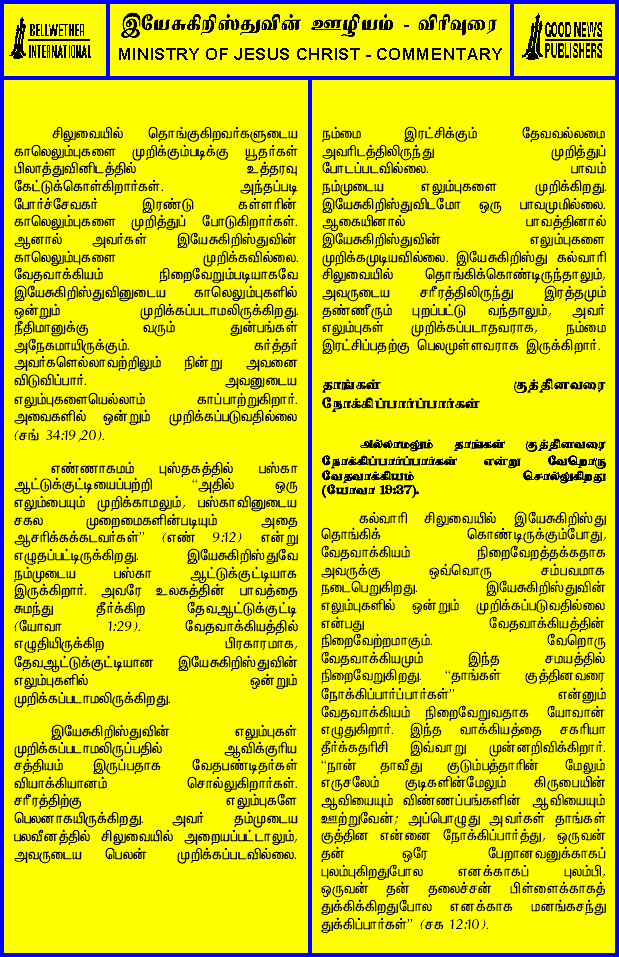 BELLWETHER
INTERNATIONAL
இயேசுகிறிஸ்துவின் ஊழியம் - விரிவுரை
MINISTRY OF JESUS CHRIST - COMMENTARY
GOOD NEWS
PUBLISHERS
சிலுவையில் தொங்குகிறவர்களுடைய
காலெலும்புகளை முறிக்கும்படிக்கு யூதர்கள்
பிலாத்துவினிடத்தில் உத்தரவு
கேட்டுக்கொள்கிறார்கள். அந்தப்படி
போர்ச்சேவகர் இரண்டு கள்ளரின்
காலெலும்புகளை முறித்துப் போடுகிறார்கள்.
ஆனால் அவர்கள் இயேசுகிறிஸ்துவின்
காலெலும்புகளை முறிக்கவில்லை.
வேதவாக்கியம் நிறைவேறும்படியாகவே
இயேசுகிறிஸ்துவினுடைய காலெலும்புகளில்
ஒன்றும் முறிக்கப்படாமலிருக்கிறது.
நீதிமானுக்கு வரும் துன்பங்கள்
அநேகமாயிருக்கும். கர்த்தர்
அவர்களெல்லாவற்றிலும் நின்று அவனை
விடுவிப்பார். அவனுடைய
எலும்புகளையெல்லாம் காப்பாற்றுகிறார்.
அவைகளில் ஒன்றும் முறிக்கப்படுவதில்லை
(சங் 34:19,20).
எண்ணாகமம் புஸ்தகத்தில் பஸ்கா
ஆட்டுக்குட்டியைப்பற்றி "அதில் ஒரு
எலும்பையும் முறிக்காமலும், பஸ்காவினுடைய
சகல முறைமைகளின்படியும் அதை
ஆசரிக்கக்கடவர்கள்" (எண் 9:12) என்று
எழுதப்பட்டிருக்கிறது. இயேசுகிறிஸ்துவே
நம்முடைய பஸ்கா ஆட்டுக்குட்டியாக
இருக்கிறார். அவரே உலகத்தின் பாவத்தை
சுமந்து தீர்க்கிற தேவஆட்டுக்குட்டி
(யோவா 1:29). வேதவாக்கியத்தில்
எழுதியிருக்கிற பிரகாரமாக,
தேவஆட்டுக்குட்டியான இயேசுகிறிஸ்துவின்
எலும்புகளில் ஒன்றும்
முறிக்கப்படாமலிருக்கிறது.
இயேசுகிறிஸ்துவின் எலும்புகள்
முறிக்கப்படாமலிருப்பதில் ஆவிக்குரிய
சத்தியம் இருப்பதாக வேதபண்டிதர்கள்
வியாக்கியானம் சொல்லுகிறார்கள்.
சரீரத்திற்கு எலும்புகளே
பெலனாகயிருக்கிறது. அவர் தம்முடைய
பலவீனத்தில் சிலுவையில் அறையப்பட்டாலும்,
அவருடைய பெலன் முறிக்கப்படவில்லை.
நம்மை இரட்சிக்கும் தேவவல்லமை
அவரிடத்திலிருந்து முறித்துப்
போடப்படவில்லை. பாவம்
நம்முடைய எலும்புகளை முறிக்கிறது.
இயேசுகிறிஸ்துவிடமோ ஒரு பாவமுமில்லை.
ஆகையினால் பாவத்தினால்
இயேசுகிறிஸ்துவின் எலும்புகளை
முறிக்கமுடியவில்லை. இயேசுகிறிஸ்து கல்வாரி
சிலுவையில் தொங்கிக்கொண்டிருந்தாலும்,
அவருடைய சரீரத்திலிருந்து இரத்தமும்
தண்ணீரும் புறப்பட்டு வந்தாலும், அவர்
எலும்புகள் முறிக்கப்படாதவராக, நம்மை
இரட்சிப்பதற்கு பெலமுள்ளவராக இருக்கிறார்.
தாங்கள் குத்தினவரை
நோக்கிப்பார்ப்பார்கள்
அல்லாமலும் தாங்கள் குத்தினவரை
நோக்கிப்பார்ப்பார்கள் என்று வேறொரு
வேதவாக்கியம் சொல்லுகிறது
(யோவா 19:37).
கல்வாரி சிலுவையில் இயேசுகிறிஸ்து
தொங்கிக் கொண்டிருக்கும்போது,
வேதவாக்கியம் நிறைவேறத்தக்கதாக
அவருக்கு ஒவ்வொரு சம்பவமாக
நடைபெறுகிறது. இயேசுகிறிஸ்துவின்
எலும்புகளில் ஒன்றும் முறிக்கப்படுவதில்லை
என்பது வேதவாக்கியத்தின்
நிறைவேற்றமாகும். வேறொரு
வேதவாக்கியமும் இந்த சமயத்தில்
நிறைவேறுகிறது. "தாங்கள் குத்தினவரை
நோக்கிப்பார்ப்பார்கள்" என்னும்
வேதவாக்கியம் நிறைவேறுவதாக யோவான்
எழுதுகிறார். இந்த வாக்கியத்தை சகரியா
தீர்க்கதரிசி இவ்வாறு முன்னறிவிக்கிறார்.
"நான் தாவீது குடும்பத்தாரின் மேலும்
எருசலேம் குடிகளின்மேலும் கிருபையின்
ஆவியையும் விண்ணப்பங்களின் ஆவியையும்
ஊற்றுவேன்; அப்பொழுது அவர்கள் தாங்கள்
குத்தின என்னை நோக்கிப்பார்த்து, ஒருவன்
தன் ஒரே பேறானவனுக்காகப்
புலம்புகிறதுபோல எனக்காகப் புலம்பி,
ஒருவன் தன் தலைச்சன் பிள்ளைக்காகத்
துக்கிக்கிறதுபோல எனக்காக மனங்கசந்து
துக்கிப்பார்கள்" (சக 12:10).